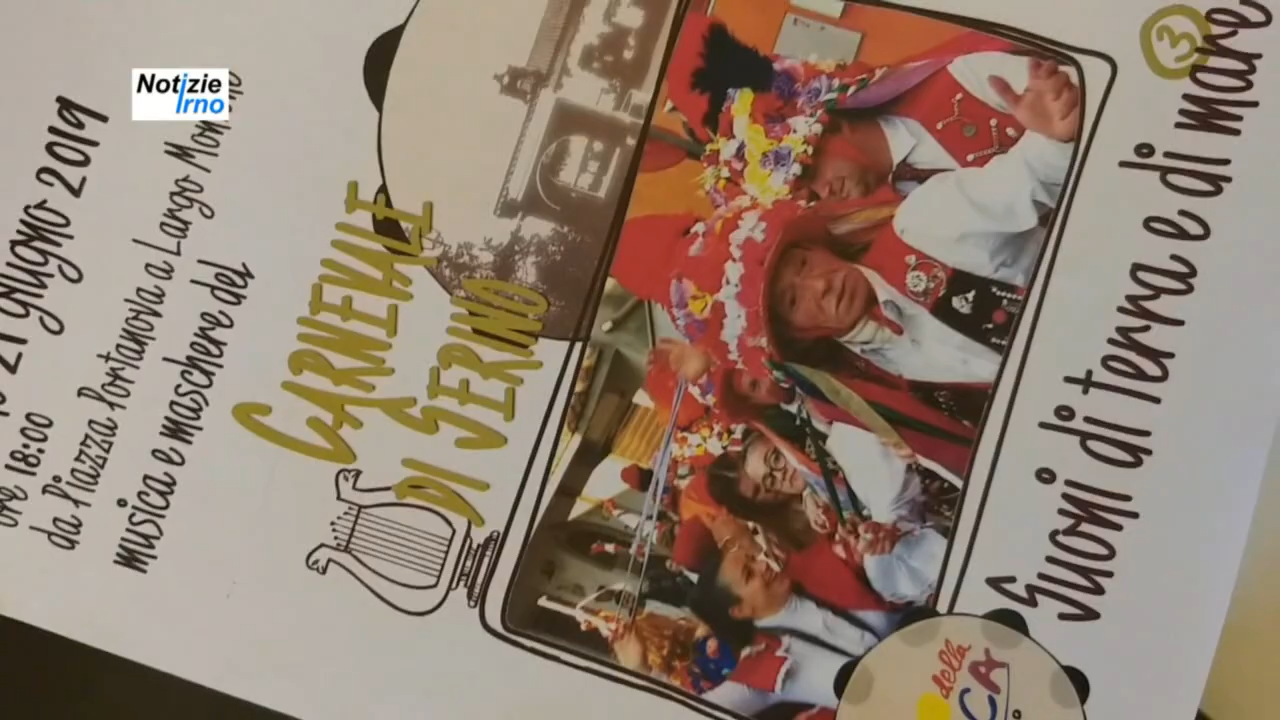 Notizie
Irno
3
Suoni di terra e di mare
della
CARNEVALE
DI SERINO
21 giugno 2019
ore 18:00
da Piazza Portanova a Largo
musica e maschere del